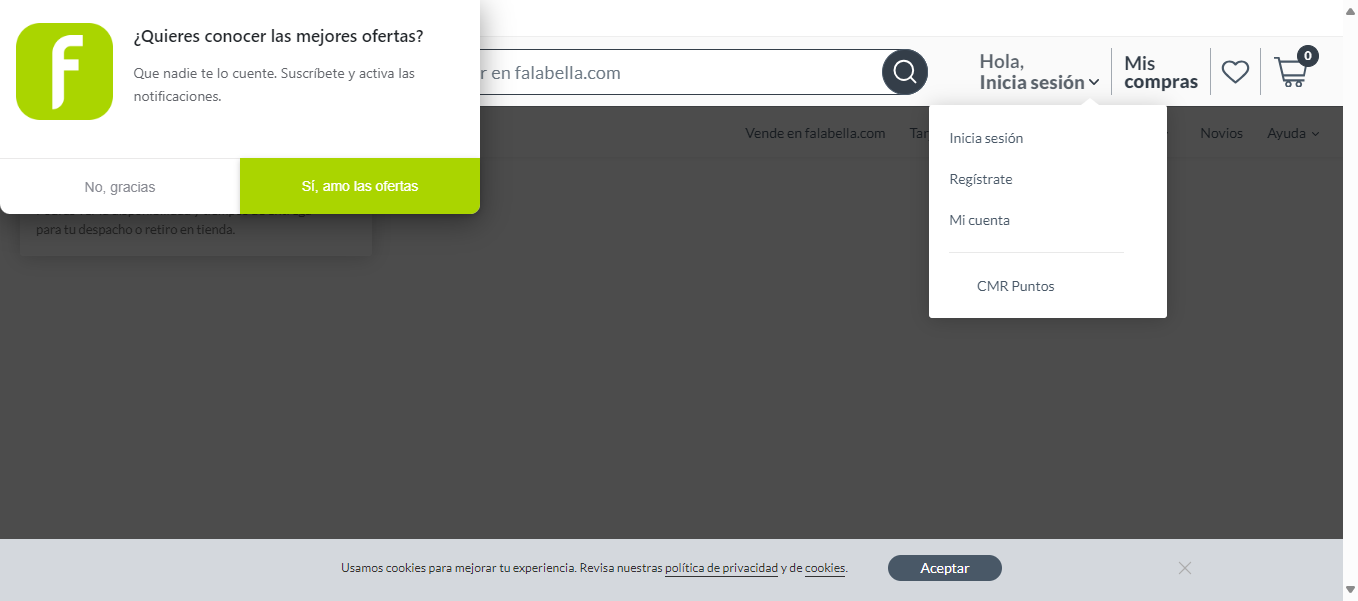 ¿Quieres conocer las mejores ofertas?
Que nadie te lo cuente. Suscríbete y activa las
notificaciones.
No, gracias
Sí, amo las ofertas
r en falabella.com
Hola,
Inicia sesión
Mis
compras
0
Vende en falabella.com
Novios
Ayuda
Inicia sesión
Regístrate
Mi cuenta
CMR Puntos
para tu despacho o retiro en tienda.
Usamos cookies para mejorar tu experiencia. Revisa nuestras política de privacidad y de cookies.
Aceptar